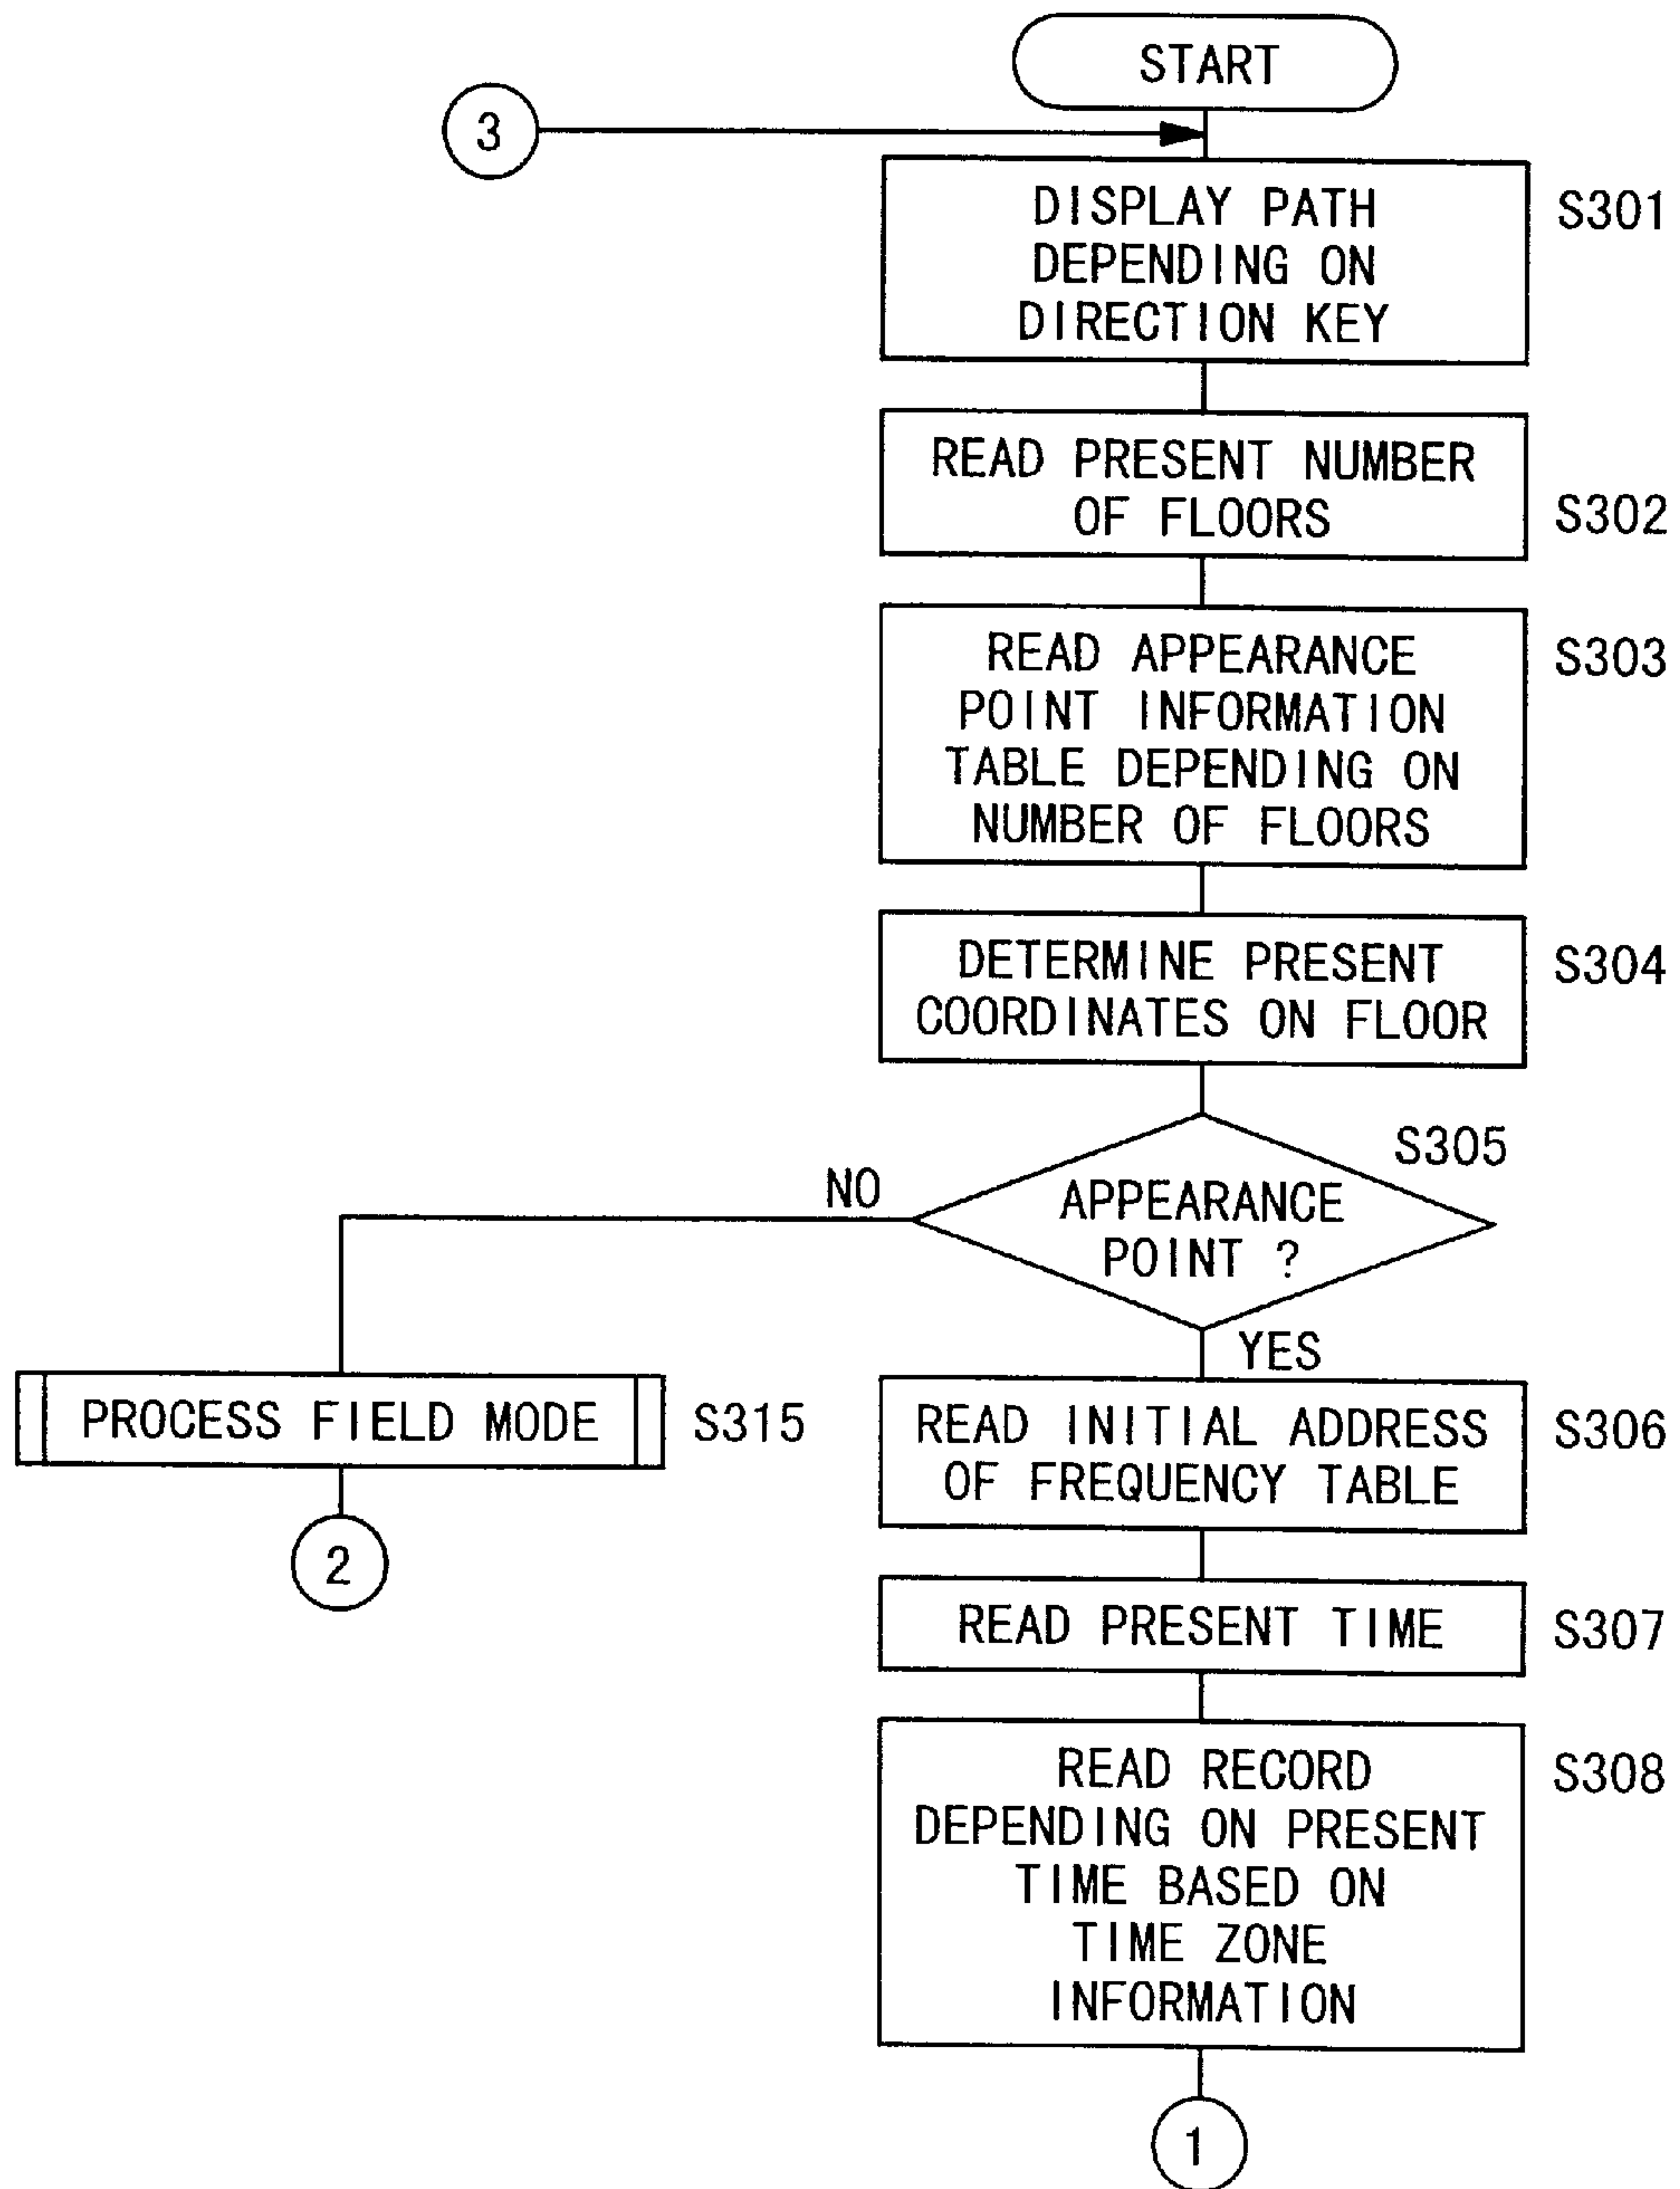 START
3
DISPLAY PATH
DEPENDING ON
DIRECTION KEY
S301
READ PRESENT NUMBER
OF FLOORS
S302
READ APPEARANCE
POINT INFORMATION
TABLE DEPENDING ON
NUMBER OF FLOORS
S303
DETERMINE PRESENT
COORDINATES ON FLOOR
S304
S305
APPEARANCE
POINT ?
NO
YES
PROCESS FIELD MODE
S315
2
READ INITIAL ADDRESS
OF FREQUENCY TABLE
S306
READ PRESENT TIME
S307
READ RECORD
DEPENDING ON PRESENT
TIME BASED ON
TIME ZONE
INFORMATION
S308
1